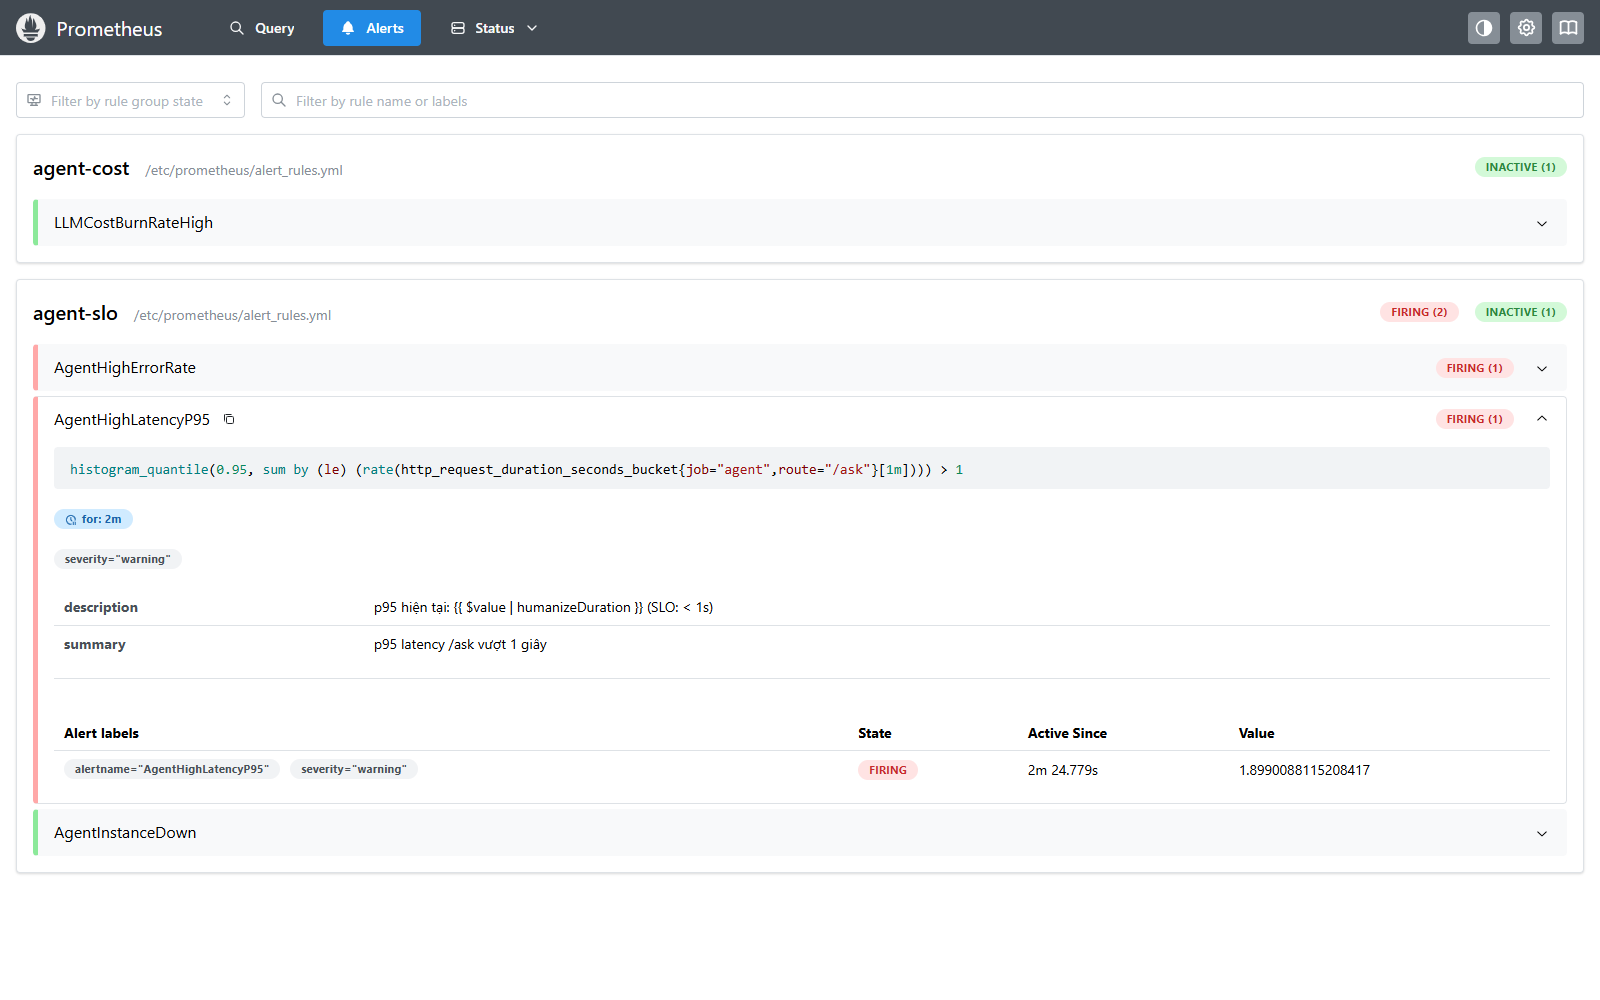 Prometheus
Query
Alerts
Status
Filter by rule group state
Filter by rule name or labels
agent-cost /etc/prometheus/alert_rules.yml
INACTIVE (1)
LLMCostBurnRateHigh
agent-slo /etc/prometheus/alert_rules.yml
FIRING (2)
INACTIVE (1)
AgentHighErrorRate
FIRING (1)
AgentHighLatencyP95
FIRING (1)
histogram_quantile(0.95, sum by (le) (rate(http_request_duration_seconds_bucket{job="agent",route="/ask"}[1m]))) > 1
for: 2m
severity="warning"
description p95 hiện tại: {{ $value | humanizeDuration }} (SLO: < 1s)
summary p95 latency /ask vượt 1 giây
Alert labels State Active Since Value
alertname="AgentHighLatencyP95" severity="warning" FIRING 2m 24.779s 1.8990088115208417
AgentInstanceDown